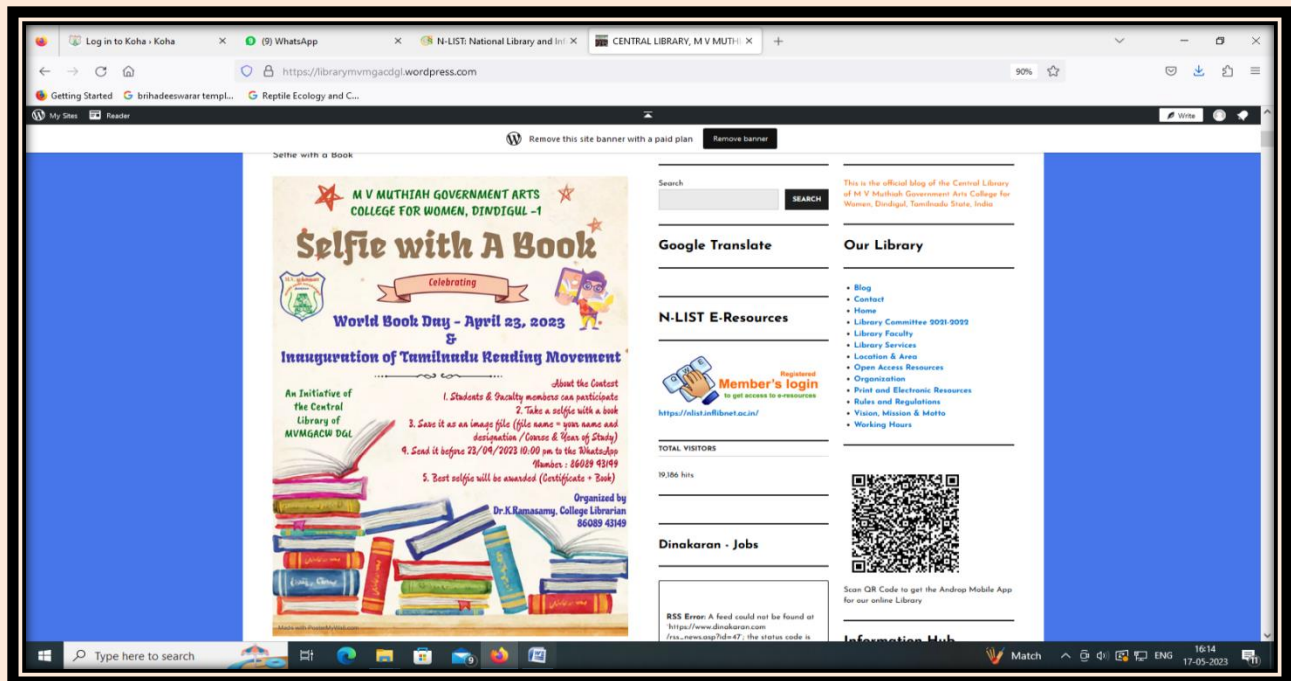 Log in to Koha › Koha
(9) WhatsApp
N-LIST: National Library and Inf
CENTRAL LIBRARY, M V MUTHI
https://librarymvmgacdgl.wordpress.com
90%
Getting Started
brihadeeswarar templ...
Reptile Ecology and C...
My Sites
Reader
Write
Remove this site banner with a paid plan
Remove banner
Selfie with a Book
M V MUTHIAH GOVERNMENT ARTS
COLLEGE FOR WOMEN, DINDIGUL -1
Selfie with A Book
Celebrating
World Book Day - April 23, 2023
&
Inauguration of Tamilnadu Reading Movement
An Initiative of
the Central
Library of
MVMGACW DGL
About the Contest
1. Students & Faculty members can participate
2. Take a selfie with a book
3. Save it as an image file (file name = your name and
designation /Course & Year of Study)
4. Send it before 23/04/2023 10:00 pm to the WhatsApp
Number : 86089 43149
5. Best selfie will be awarded (Certificate + Book)
Organized by
Dr.K.Ramasamy, College Librarian
86089 43149
Made with PosterMyWall.com
Search
SEARCH
Google Translate
N-LIST E-Resources
Registered
Member's login
to get access to e-resources
https://nlist.inflibnet.ac.in/
TOTAL VISITORS
19,186 hits
Dinakaran - Jobs
RSS Error: A feed could not be found at
`https://www.dinakaran.com
/rss_news.asp?id=47`; the status code is
This is the official blog of the Central Library
of M V Muthiah Government Arts College for
Women, Dindigul, Tamilnadu State, India
Our Library
Blog
Contact
Home
Library Committee 2021-2022
Library Faculty
Library Services
Location & Area
Open Access Resources
Organization
Print and Electronic Resources
Rules and Regulations
Vision, Mission & Motto
Working Hours
Scan QR Code to get the Androp Mobile App
for our online Library
Information Hub
Type here to search
Match
ENG
16:14
17-05-2023